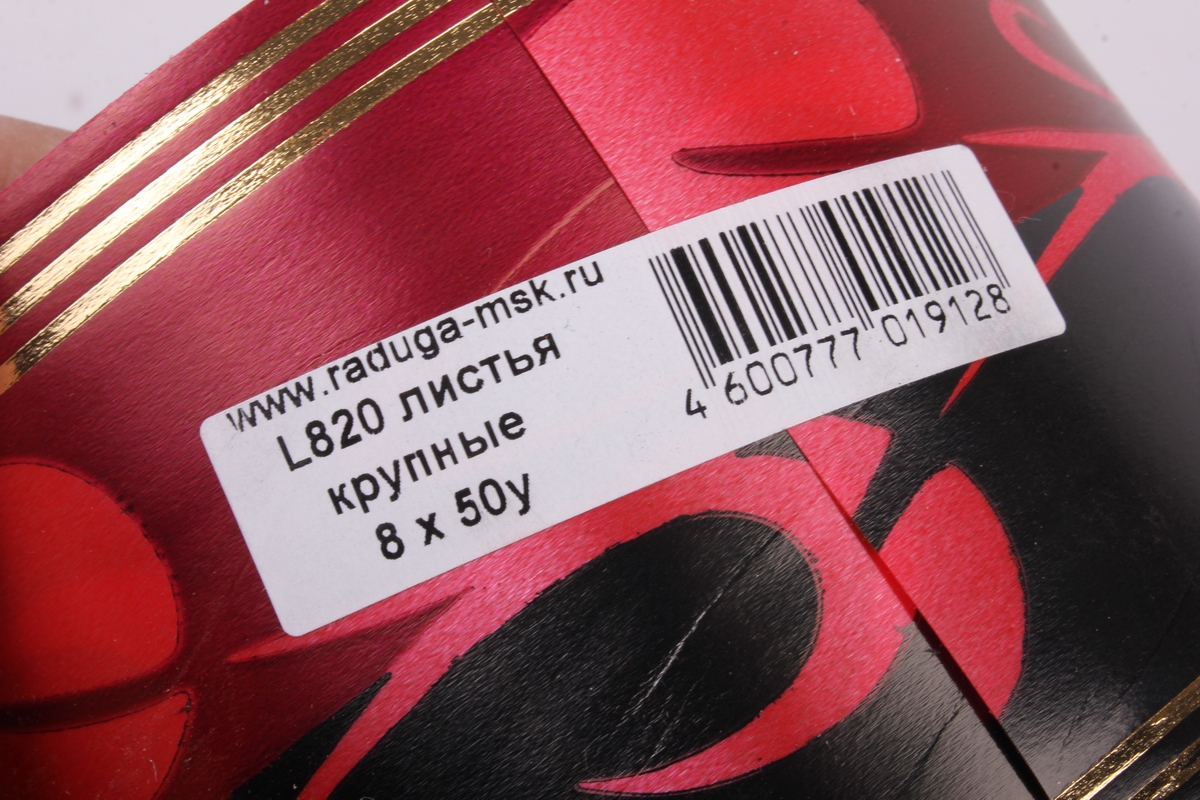 www.raduga-msk.ru
L820 листья
крупные
8 x 50у
4 600777 019128